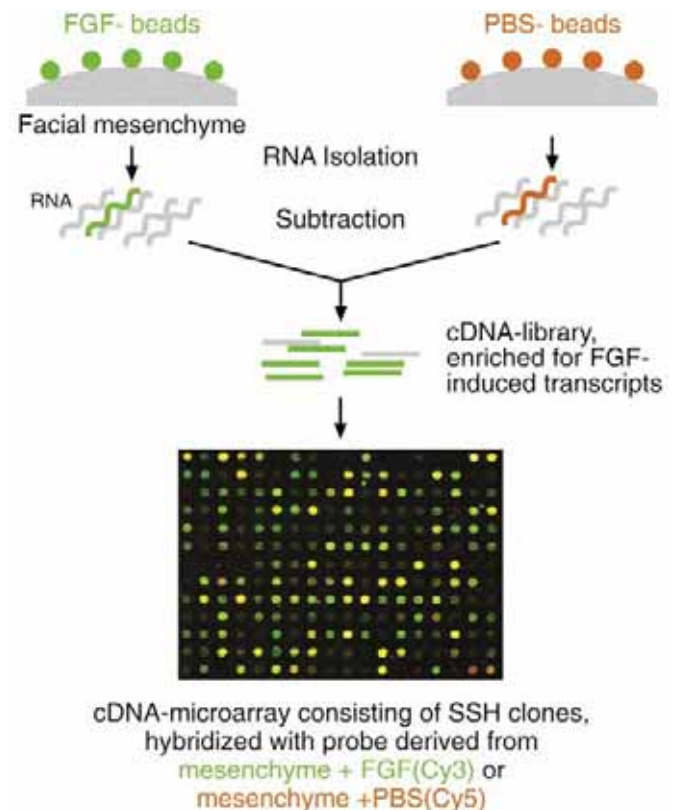 FGF- beads
PBS- beads
Facial mesenchyme
RNA Isolation
RNA
Subtraction
cDNA-library,
enriched for FGF-
induced transcripts
cDNA-microarray consisting of SSH clones,
hybridized with probe derived from
mesenchyme + FGF(Cy3) or
mesenchyme +PBS(Cy5)